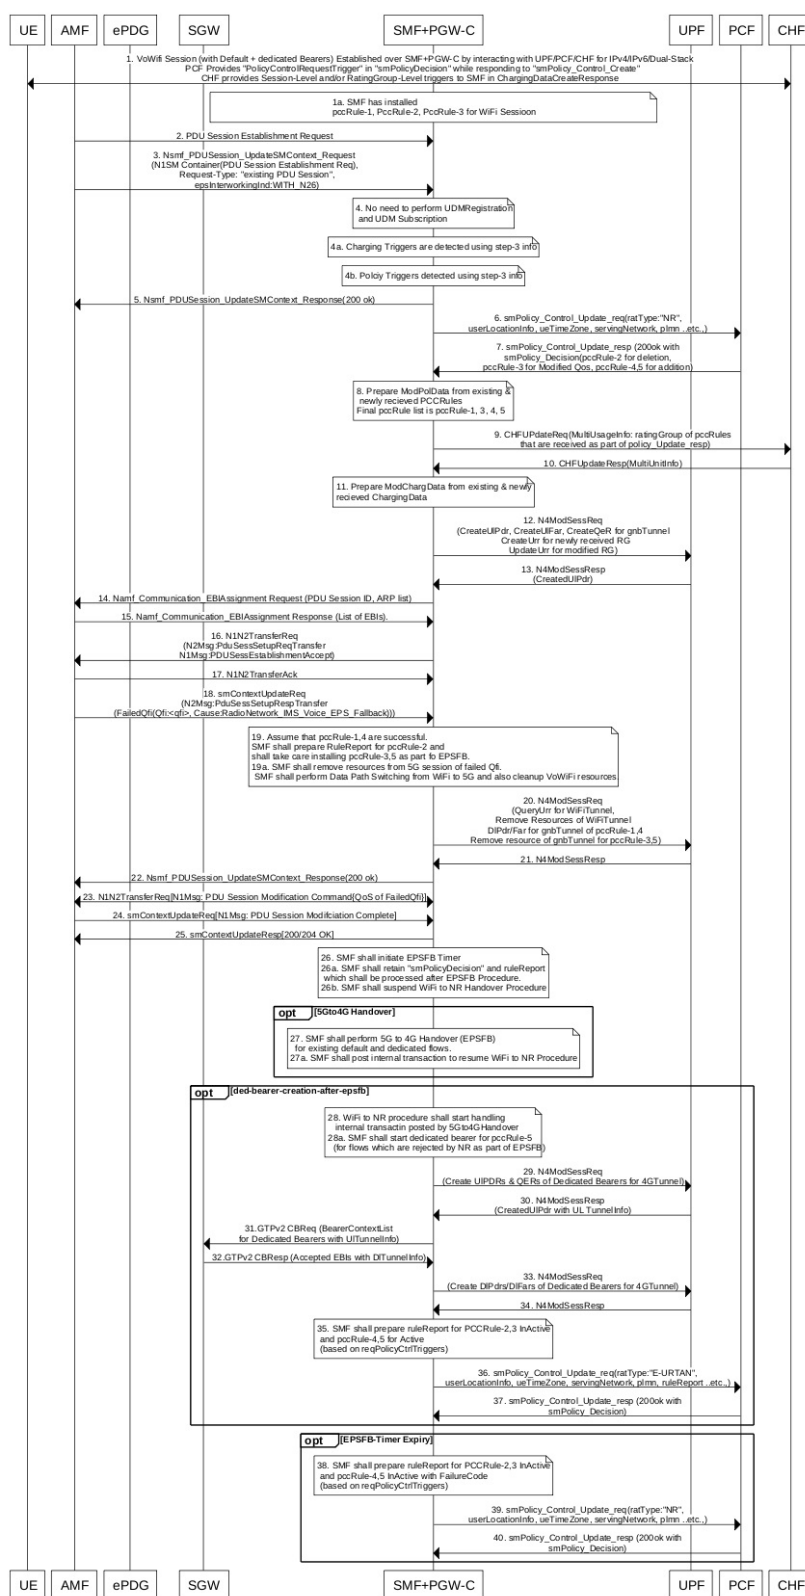 UE AMF ePDG SGW SMF+PGW-C UPF PCF CHF
1. VoWifi Session (with Default + dedicated Bearers) Established over SMF+PGW-C by interacting with UPF/PCF/CHF for IPv4/IPv6/Dual-Stack
PCF Provides "PolicyControlRequestTrigger" in "smPolicyDecision" while responding to "smPolicy_Control_Create"
CHF prrovides Session-Level and/or RatingGroup-Level triggers to SMF in ChargingDataCreateResponse
1a. SMF has installed
pccRule-1, PccRule-2, PccRule-3 for WiFi Sessioon
2. PDU Session Establishment Request
3. Nsmf_PDUSession_UpdateSMContext_Request
(N1SM Container(PDU Session Establishment Req),
Request-Type: "existing PDU Session",
epsInterworkingInd:WITH_N26)
4. No need to perform UDMRegistration
and UDM Subscription
4a. Charging Triggers are detected using step-3 info
4b. Polciy Triggers detected using step-3 info
5. Nsmf_PDUSession_UpdateSMContext_Response(200 ok)
6. smPolicy_Control_Update_req(ratType:"NR",
userLocationInfo, ueTimeZone, servingNetwork, plmn ..etc.,)
7. smPolicy_Control_Update_resp (200ok with
smPolicy_Decision(pccRule-2 for deletion,
pccRule-3 for Modified Qos, pccRule-4,5 for addition)
8. Prepare ModPolData from existing &
newly recieved PCCRules
Final pccRule list is pccRule-1, 3, 4, 5
9. CHFUPdateReq(MultiUsageInfo: ratingGroup of pccRules
that are received as part of policy_Update_resp)
10. CHFUpdateResp(MultiUnitInfo)
11. Prepare ModChargData from existing & newly
recieved ChargingData
12. N4ModSessReq
(CreateUlPdr, CreateUlFar, CreateQeR for gnbTunnel
CreateUrr for newly received RG
UpdateUrr for modified RG)
13. N4ModSessResp
(CreatedUlPdr)
14. Namf_Communication_EBIAssignment Request (PDU Session ID, ARP list)
15. Namf_Communication_EBIAssignment Response (List of EBIs).
16. N1N2TransferReq
(N2Msg:PduSessSetupReqTransfer
N1Msg:PDUSessEstablishmentAccept)
17. N1N2TransferAck
18. smContextUpdateReq
(N2Msg:PduSessSetupRespTransfer
(FailedQfi(Qfi:<qfi>, Cause:RadioNetwork_IMS_Voice_EPS_Fallback)))
19. Assume that pccRule-1,4 are successful.
SMF shall prepare RuleReport for pccRule-2 and
shall take care installing pccRule-3,5 as part fo EPSFB.
19a. SMF shall remove resources from 5G session of failed Qfi.
SMF shall perform Data Path Switching from WiFi to 5G and also cleanup VoWiFi resources.
20. N4ModSessReq
(QueryUrr for WiFiTunnel,
Remove Resources of WiFiTunnel
DlPdr/Far for gnbTunnel of pccRule-1,4
Remove resource of gnbTunnel for pccRule-3,5)
21. N4ModSessResp
22. Nsmf_PDUSession_UpdateSMContext_Response(200 ok)
23. N1N2TransferReq[N1Msg: PDU Session Modification Command{QoS of FailedQfi}]
24. smContextUpdateReq[N1Msg: PDU Session Modifciation Complete]
25. smContextUpdateResp[200/204 OK]
26. SMF shall initiate EPSFB Timer
26a. SMF shall retain "smPolicyDecision" and ruleReport
which shall be processed after EPSFB Procedure.
26b. SMF shall suspend WiFi to NR Handover Procedure
opt [5Gto4G Handover]
27. SMF shall perform 5G to 4G Handover (EPSFB)
for existing default and dedicated flows.
27a. SMF shall post internal transaction to resume WiFi to NR Procedure
opt [ded-bearer-creation-after-epsfb]
28. WiFi to NR procedure shall start handling
internal transactin posted by 5Gto4GHandover
28a. SMF shall start dedicated bearer for pccRule-5
(for flows which are rejected by NR as part of EPSFB)
29. N4ModSessReq
(Create UlPDRs & QERs of Dedicated Bearers for 4GTunnel)
30. N4ModSessResp
(CreatedUlPdr with UL TunnelInfo)
31.GTPv2 CBReq (BearerContextList
for Dedicated Bearers with UlTunnelInfo)
32.GTPv2 CBResp (Accepted EBIs with DlTunnelInfo)
33. N4ModSessReq
(Create DlPdrs/DlFars of Dedicated Bearers for 4GTunnel)
34. N4ModSessResp
35. SMF shall prepare ruleReport for PCCRule-2,3 InActive
and pccRule-4,5 for Active
(based on reqPolicyCtrlTriggers)
36. smPolicy_Control_Update_req(ratType:"E-URTAN",
userLocationInfo, ueTimeZone, servingNetwork, plmn, ruleReport ..etc.,)
37. smPolicy_Control_Update_resp (200ok with
smPolicy_Decision)
opt [EPSFB-Timer Expiry]
38. SMF shall prepare ruleReport for PCCRule-2,3 InActive
and pccRule-4,5 InActive with FailureCode
(based on reqPolicyCtrlTriggers)
39. smPolicy_Control_Update_req(ratType:"NR",
userLocationInfo, ueTimeZone, servingNetwork, plmn ..etc.,)
40. smPolicy_Control_Update_resp (200ok with
smPolicy_Decision)
UE AMF ePDG SGW SMF+PGW-C UPF PCF CHF